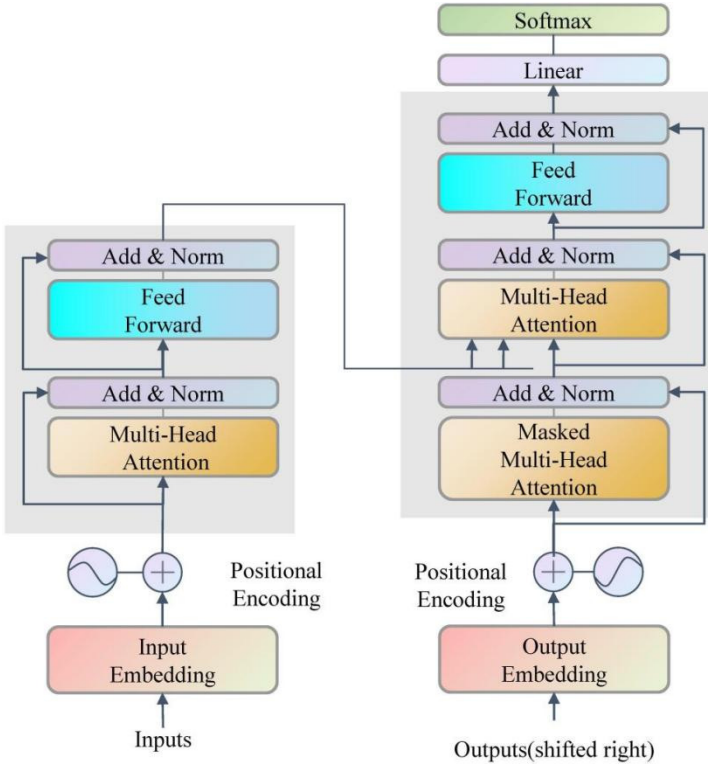 Softmax
Linear
Add & Norm
Feed
Forward
Add & Norm
Multi-Head
Attention
Add & Norm
Masked
Multi-Head
Attention
Positional
Encoding
Output
Embedding
Outputs(shifted right)
Add & Norm
Feed
Forward
Add & Norm
Multi-Head
Attention
Positional
Encoding
Input
Embedding
Inputs